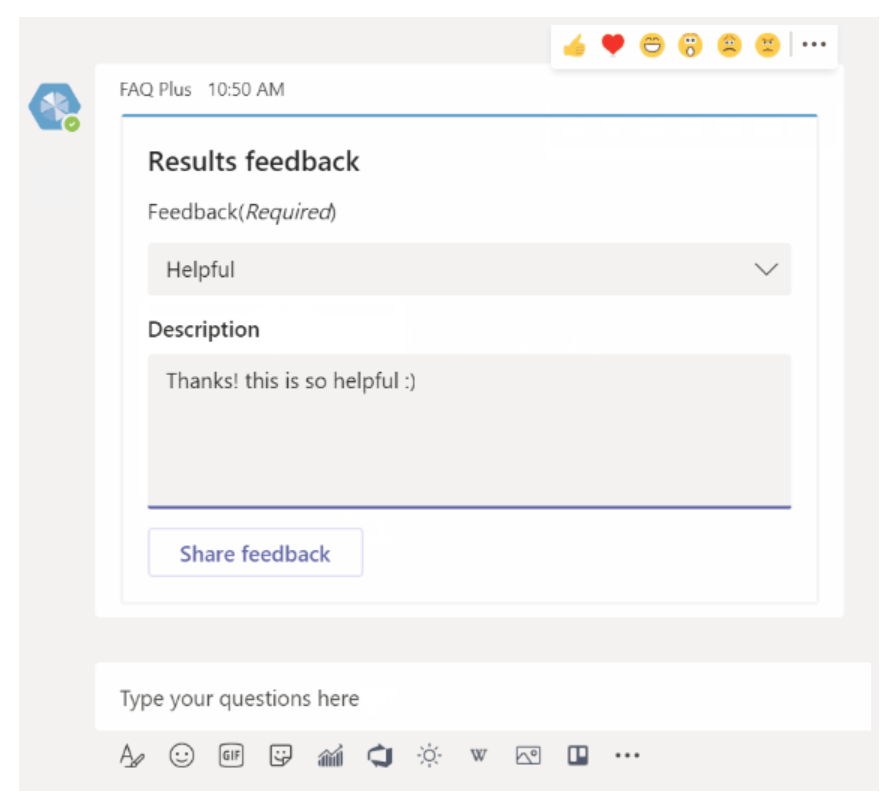 FAQ Plus 10:50 AM
Results feedback
Feedback(Required)
Helpful
Description
Thanks! this is so helpful :)
Share feedback
Type your questions here
GIF
W